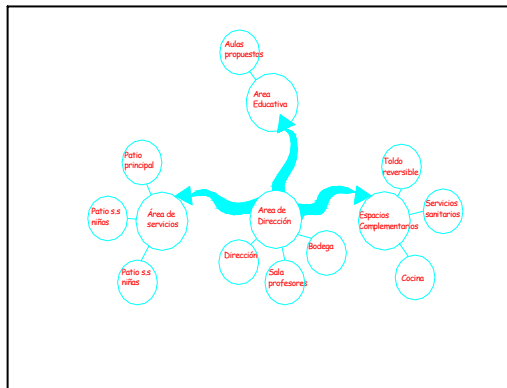 Aulas
propuestas
Area
Educativa
Patio
principal
Toldo
reversible
Patio s.s
niños
Área de
servicios
Area de
Dirección
Espacios
Complementarios
Servicios
sanitarios
Dirección
Bodega
Patio s.s
niñas
Sala
profesores
Cocina